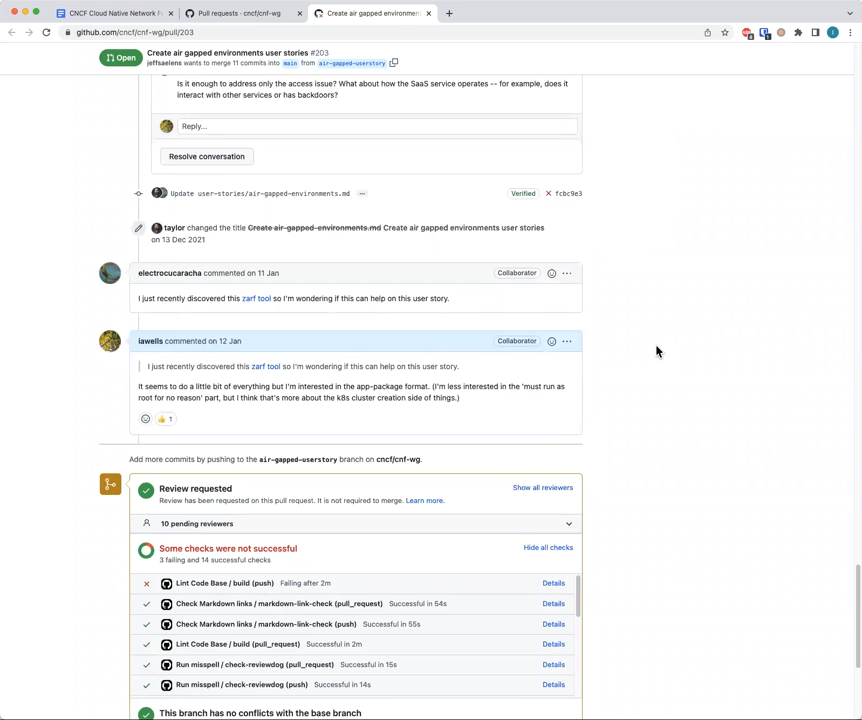 CNCF Cloud Native Network F
Pull requests · cncf/cnf-wg
Create air gapped environmen
github.com/cncf/cnf-wg/pull/203
Open
Create air gapped environments user stories #203
jeffsaelens wants to merge 11 commits into main from air-gapped-userstory
Is it enough to address only the access issue? What about how the SaaS service operates -- for example, does it
interact with other services or has backdoors?
Reply...
Resolve conversation
Update user-stories/air-gapped-environments.md ...
Verified
fcbc9e3
taylor changed the title Create air-gapped-environments.md Create air gapped environments user stories
on 13 Dec 2021
electrocucaracha commented on 11 Jan
Collaborator
I just recently discovered this zarf tool so I'm wondering if this can help on this user story.
iawells commented on 12 Jan
Collaborator
I just recently discovered this zarf tool so I'm wondering if this can help on this user story.
It seems to do a little bit of everything but I'm interested in the app-package format. (I'm less interested in the 'must run as
root for no reason' part, but I think that's more about the k8s cluster creation side of things.)
1
Add more commits by pushing to the air-gapped-userstory branch on cncf/cnf-wg.
Review requested
Show all reviewers
Review has been requested on this pull request. It is not required to merge. Learn more.
10 pending reviewers
Some checks were not successful
Hide all checks
3 failing and 14 successful checks
Lint Code Base / build (push) Failing after 2m
Details
Check Markdown links / markdown-link-check (pull_request) Successful in 54s
Details
Check Markdown links / markdown-link-check (push) Successful in 55s
Details
Lint Code Base / build (pull_request) Successful in 2m
Details
Run misspell / check-reviewdog (pull_request) Successful in 15s
Details
Run misspell / check-reviewdog (push) Successful in 14s
Details
This branch has no conflicts with the base branch